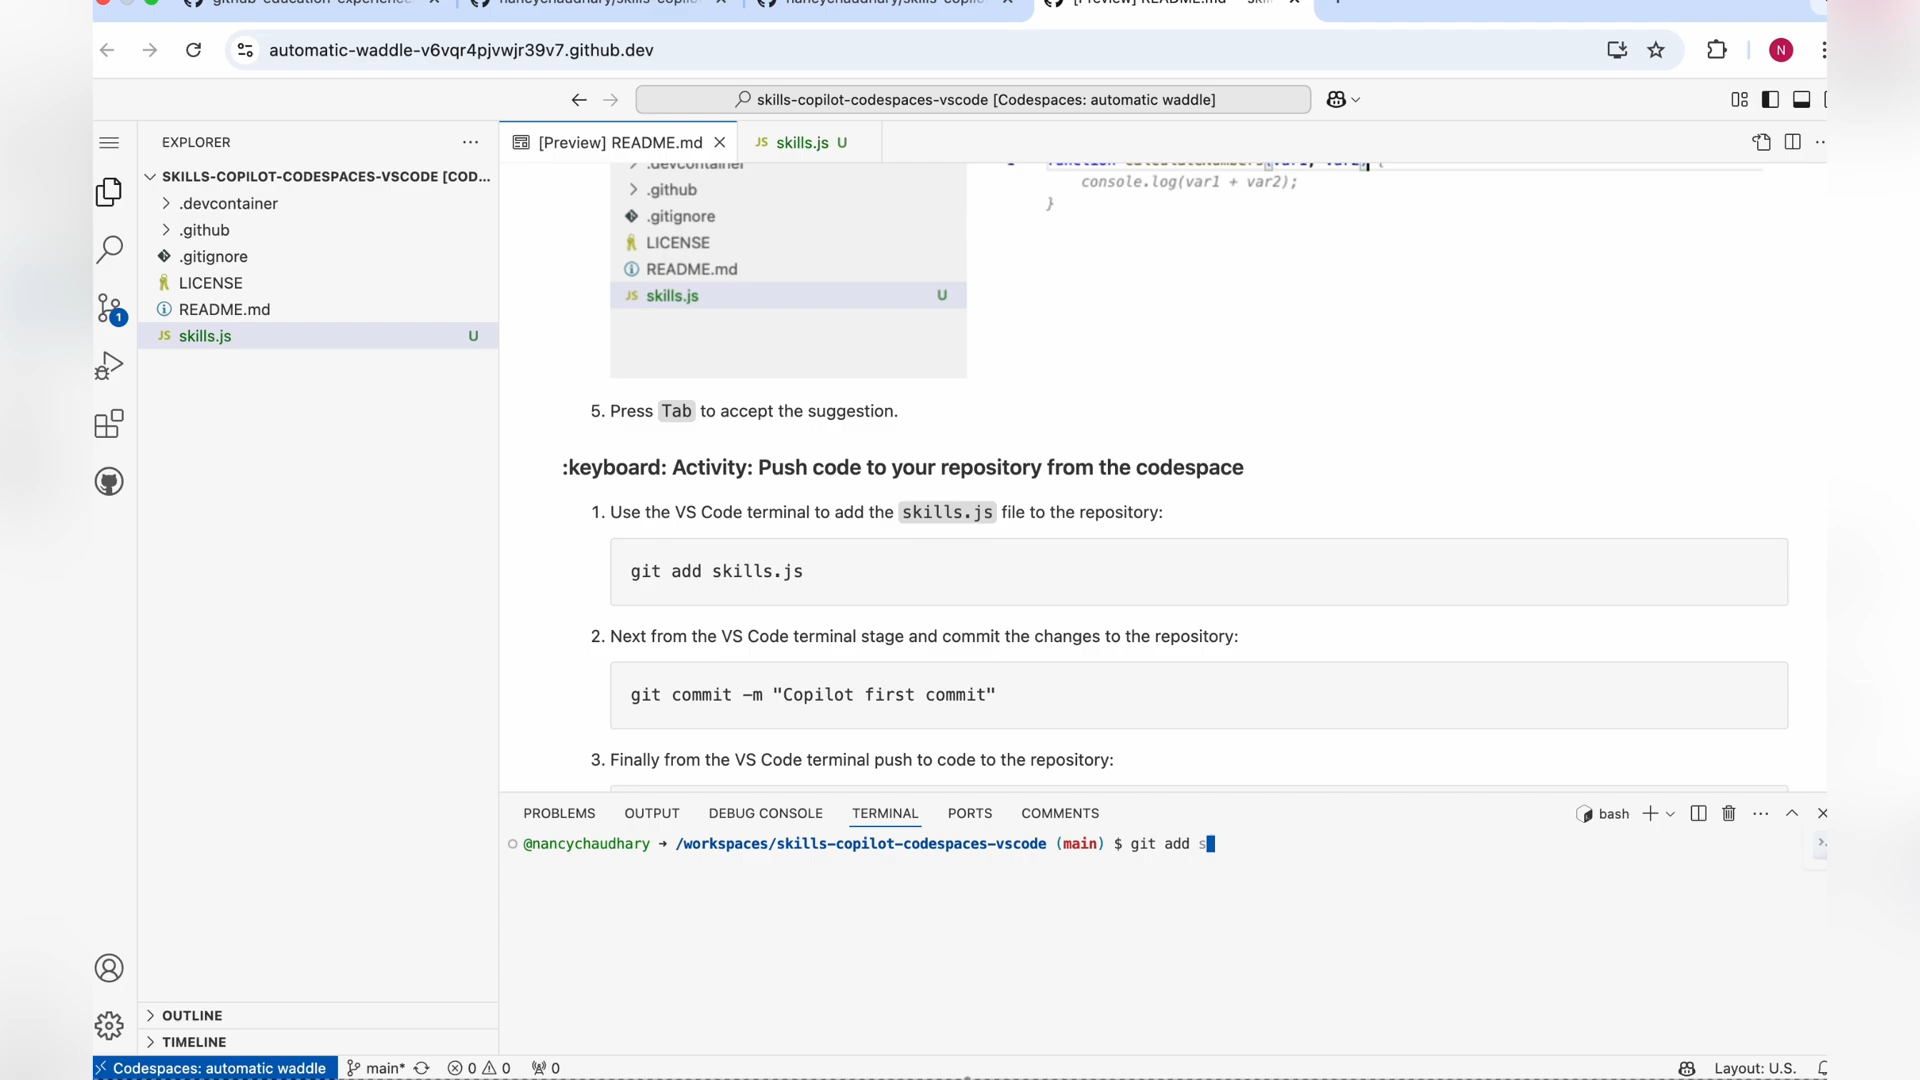 automatic-waddle-v6vqr4pjvwjr39v7.github.dev
N
skills-copilot-codespaces-vscode [Codespaces: automatic waddle]
EXPLORER
[Preview] README.md
JS skills.js U
SKILLS-COPILOT-CODESPACES-VSCODE [COD...
.devcontainer
.github
.gitignore
LICENSE
README.md
JS skills.js U
1
.devcontainer
.github
.gitignore
LICENSE
README.md
JS skills.js U
console.log(var1 + var2);
}
5. Press Tab to accept the suggestion.
:keyboard: Activity: Push code to your repository from the codespace
1. Use the VS Code terminal to add the skills.js file to the repository:
git add skills.js
2. Next from the VS Code terminal stage and commit the changes to the repository:
git commit -m "Copilot first commit"
3. Finally from the VS Code terminal push to code to the repository:
PROBLEMS OUTPUT DEBUG CONSOLE TERMINAL PORTS COMMENTS
bash
@nancychaudhary ➜ /workspaces/skills-copilot-codespaces-vscode (main) $ git add s
OUTLINE
TIMELINE
Codespaces: automatic waddle main* 0 0 0
Layout: U.S.